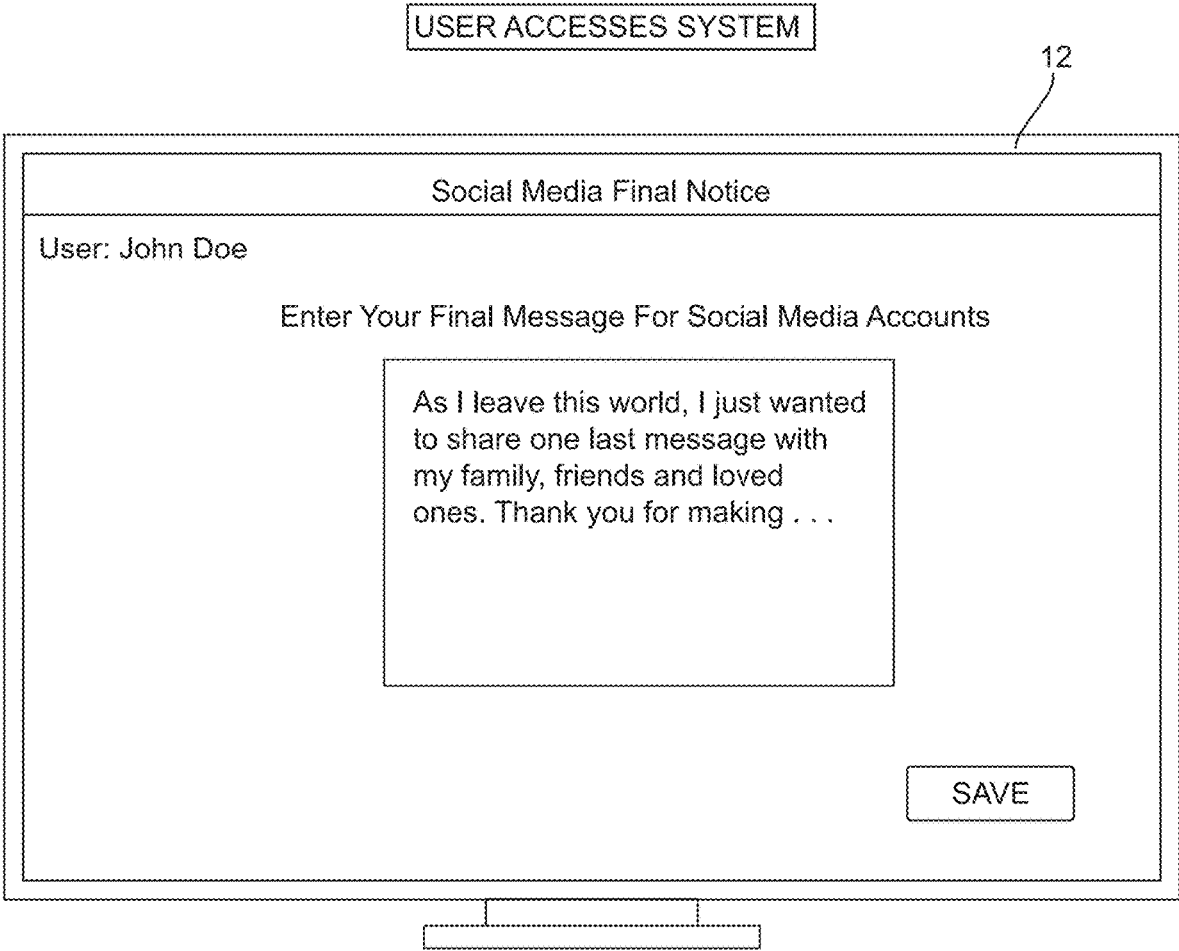 USER ACCESSES SYSTEM
12
Social Media Final Notice
User: John Doe
Enter Your Final Message For Social Media Accounts
As I leave this world, I just wanted
to share one last message with
my family, friends and loved
ones. Thank you for making . . .
SAVE